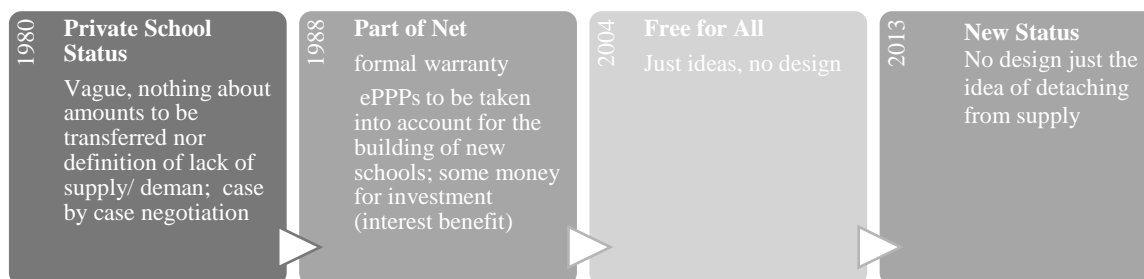 1980
Private School
Status
Vague, nothing about
amounts to be
transferred nor
definition of lack of
supply/ deman;  case
by case negotiation
1988
Part of Net
formal warranty
ePPPs to be taken
into account for the
building of new
schools; some money
for investment
(interest benefit)
2004
Free for All
Just ideas, no design
2013
New Status
No design just the
idea of detaching
from supply